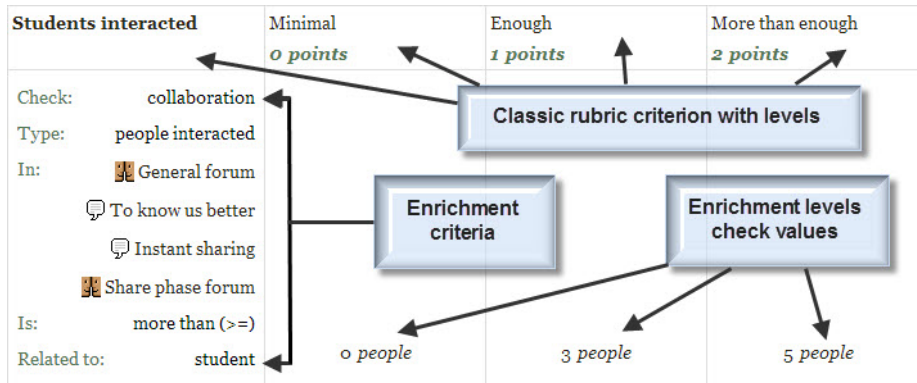 Students interacted
Minimal
Enough
More than enough
0 points
1 points
2 points
Classic rubric criterion with levels
Check: collaboration
Type: people interacted
In: General forum
To know us better
Instant sharing
Share phase forum
Is: more than (>=)
Related to: student
Enrichment
criteria
Enrichment levels
check values
0 people
3 people
5 people